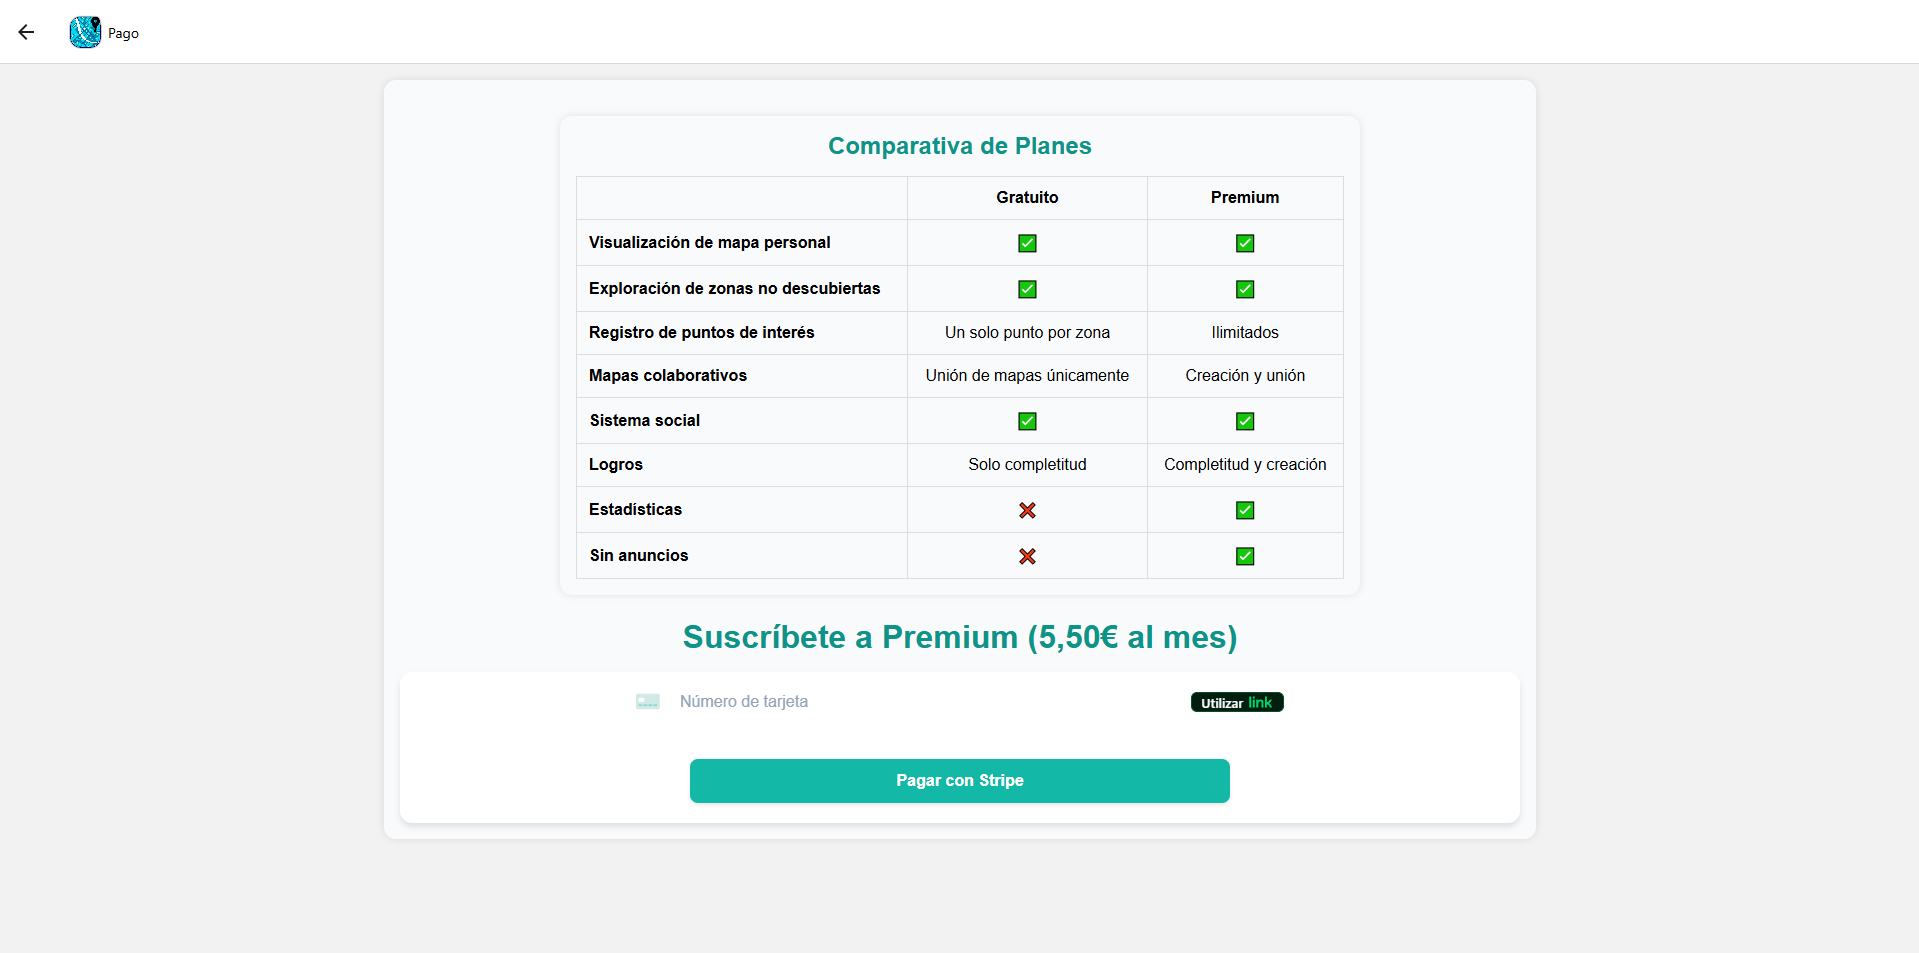 Pago
Comparativa de Planes
Gratuito Premium
Visualización de mapa personal
Exploración de zonas no descubiertas
Registro de puntos de interés Un solo punto por zona Ilimitados
Mapas colaborativos Unión de mapas únicamente Creación y unión
Sistema social
Logros Solo completitud Completitud y creación
Estadísticas
Sin anuncios
Suscríbete a Premium (5,50€ al mes)
Número de tarjeta Utilizar link
Pagar con Stripe